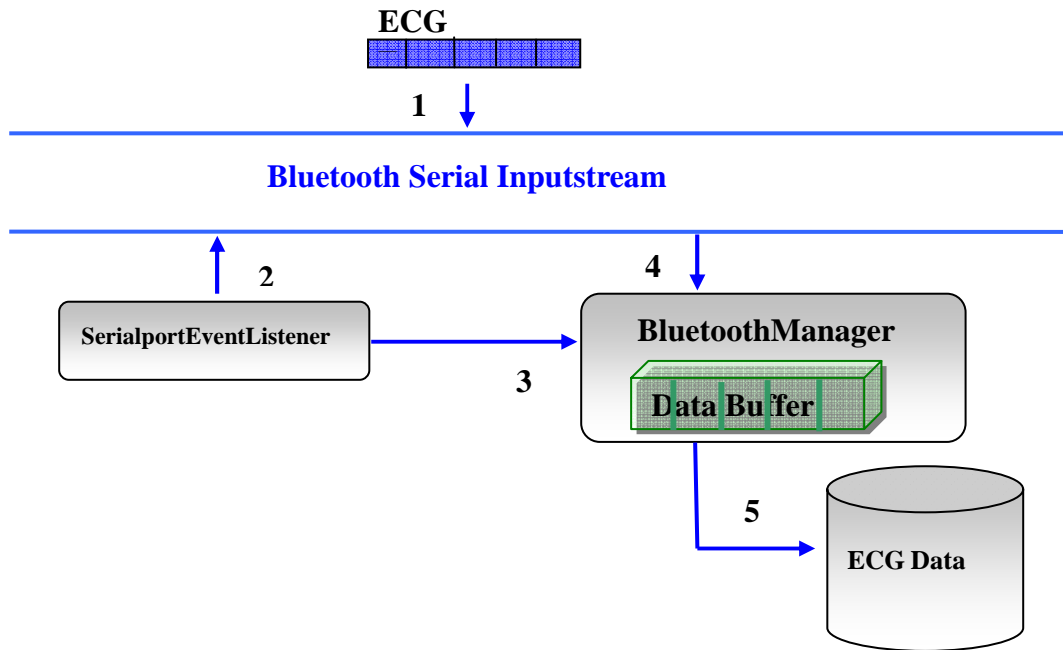 ECG
1
Bluetooth Serial Inputstream
2
4
SerialportEventListener
BluetoothManager
3
Data Buffer
5
ECG Data